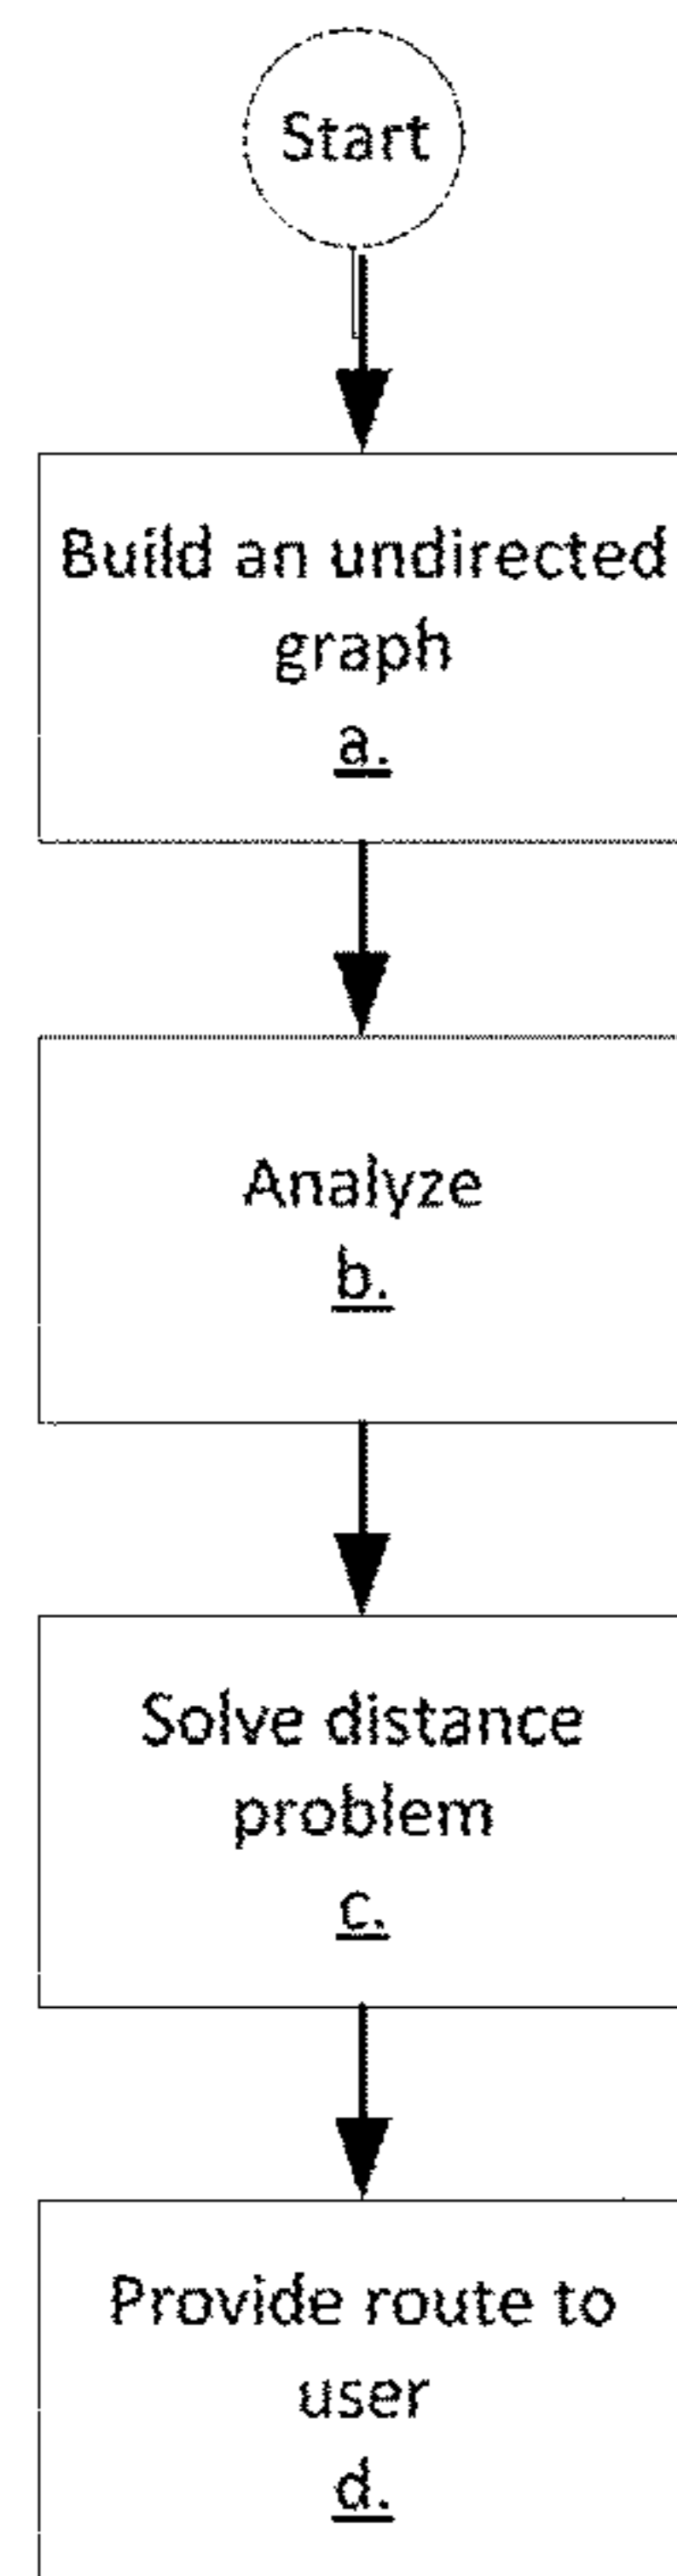 Start
Build an undirected
graph
a.
Analyze
b.
Solve distance
problem
c.
Provide route to
user
d.